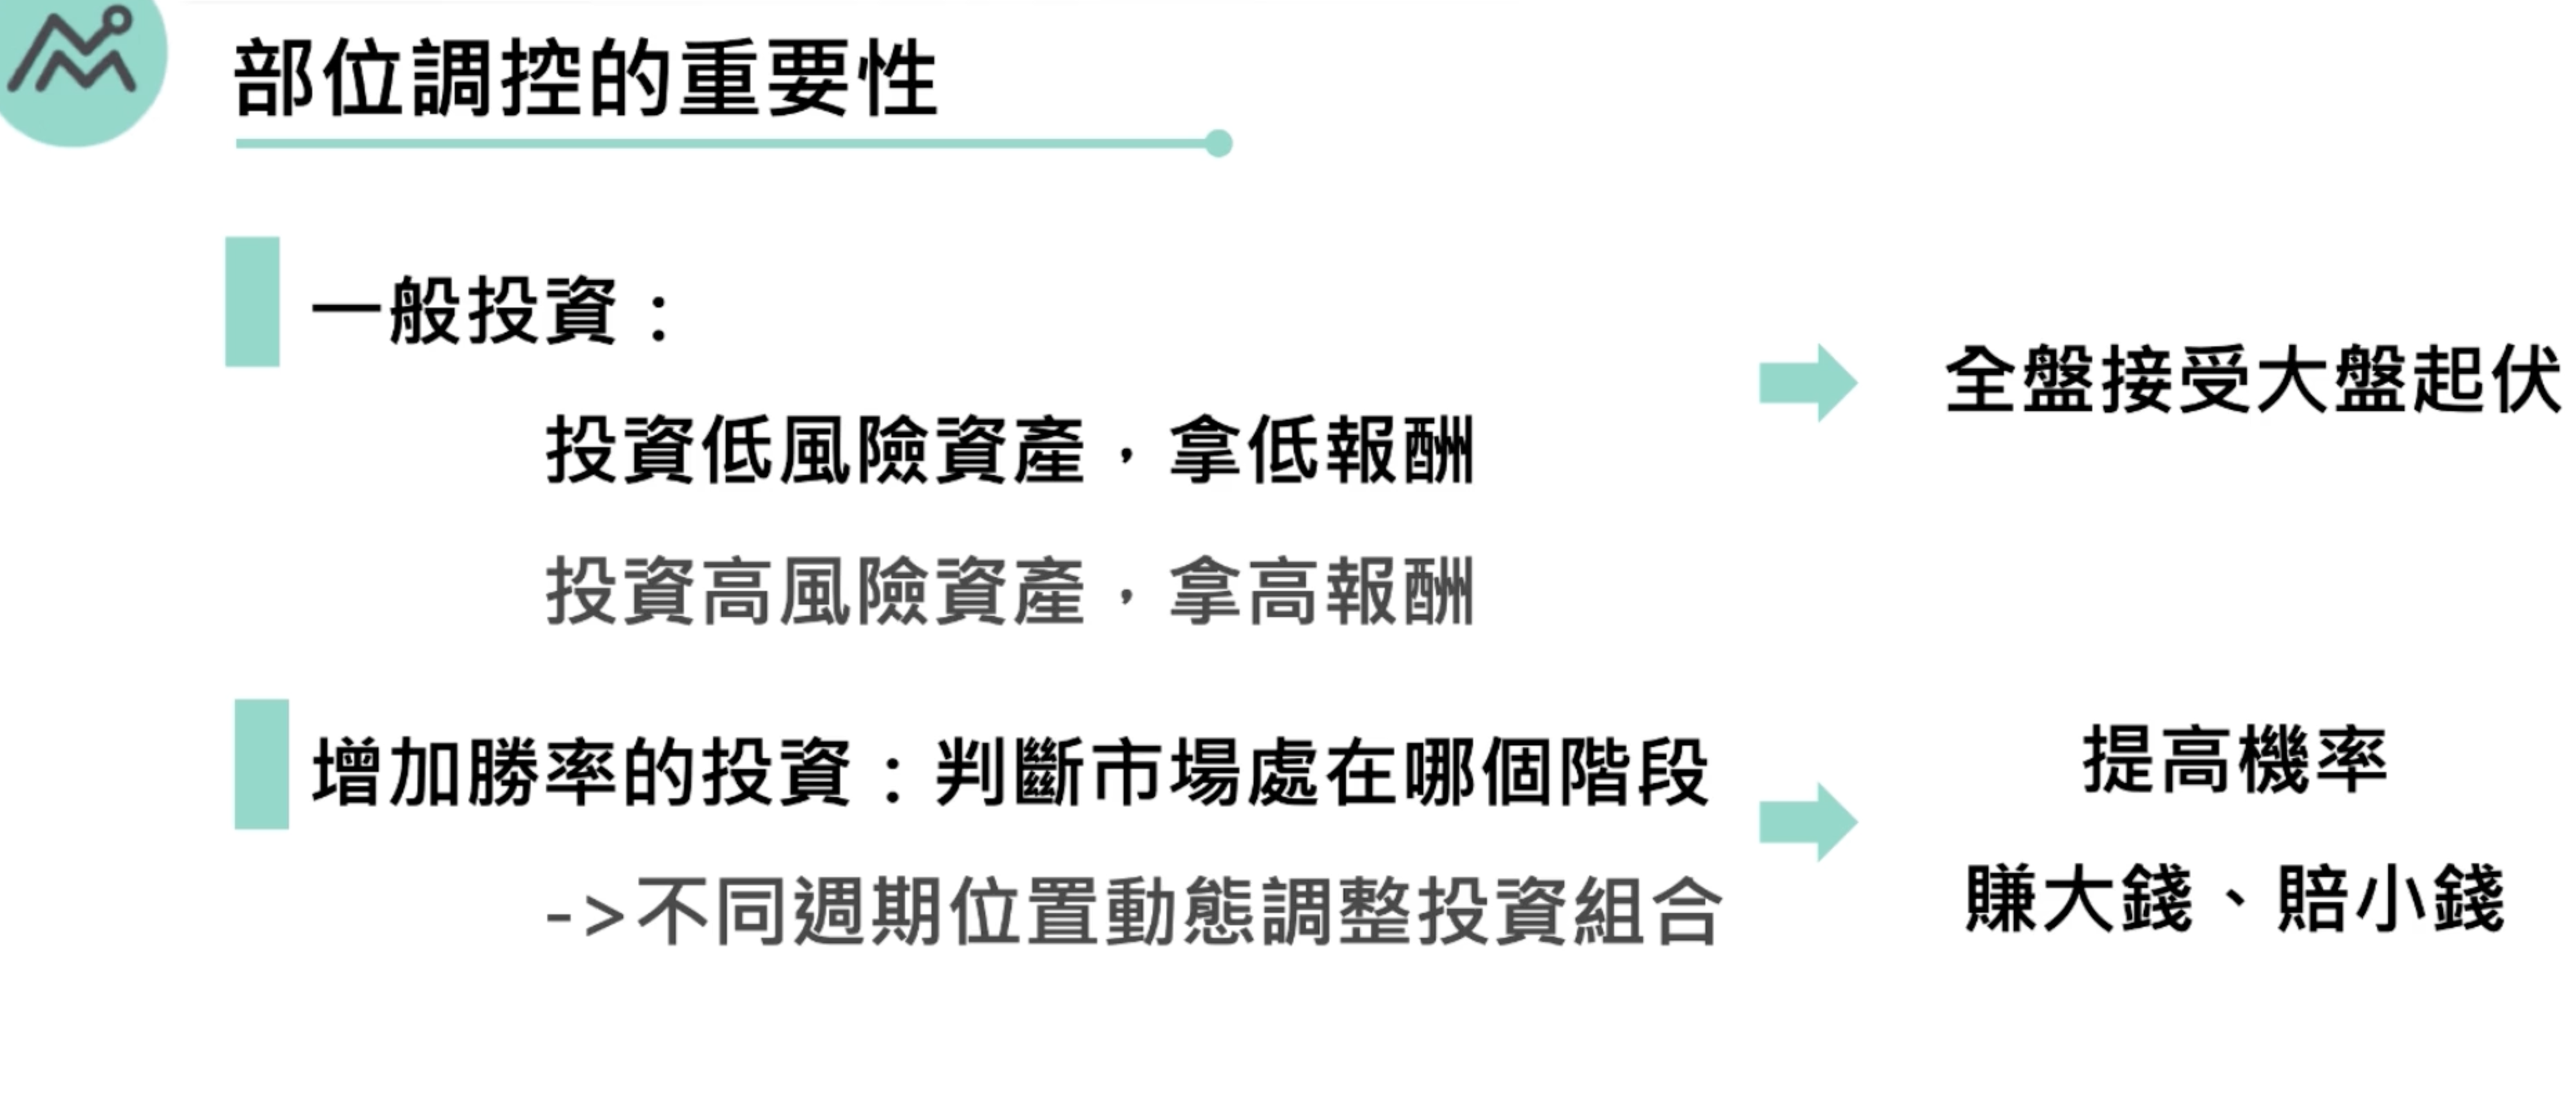 部位調控的重要性
一般投資：
全盤接受大盤起伏
投資低風險資產，拿低報酬
投資高風險資產，拿高報酬
增加勝率的投資：判斷市場處在哪個階段
->不同週期位置動態調整投資組合
提高機率
賺大錢、賠小錢